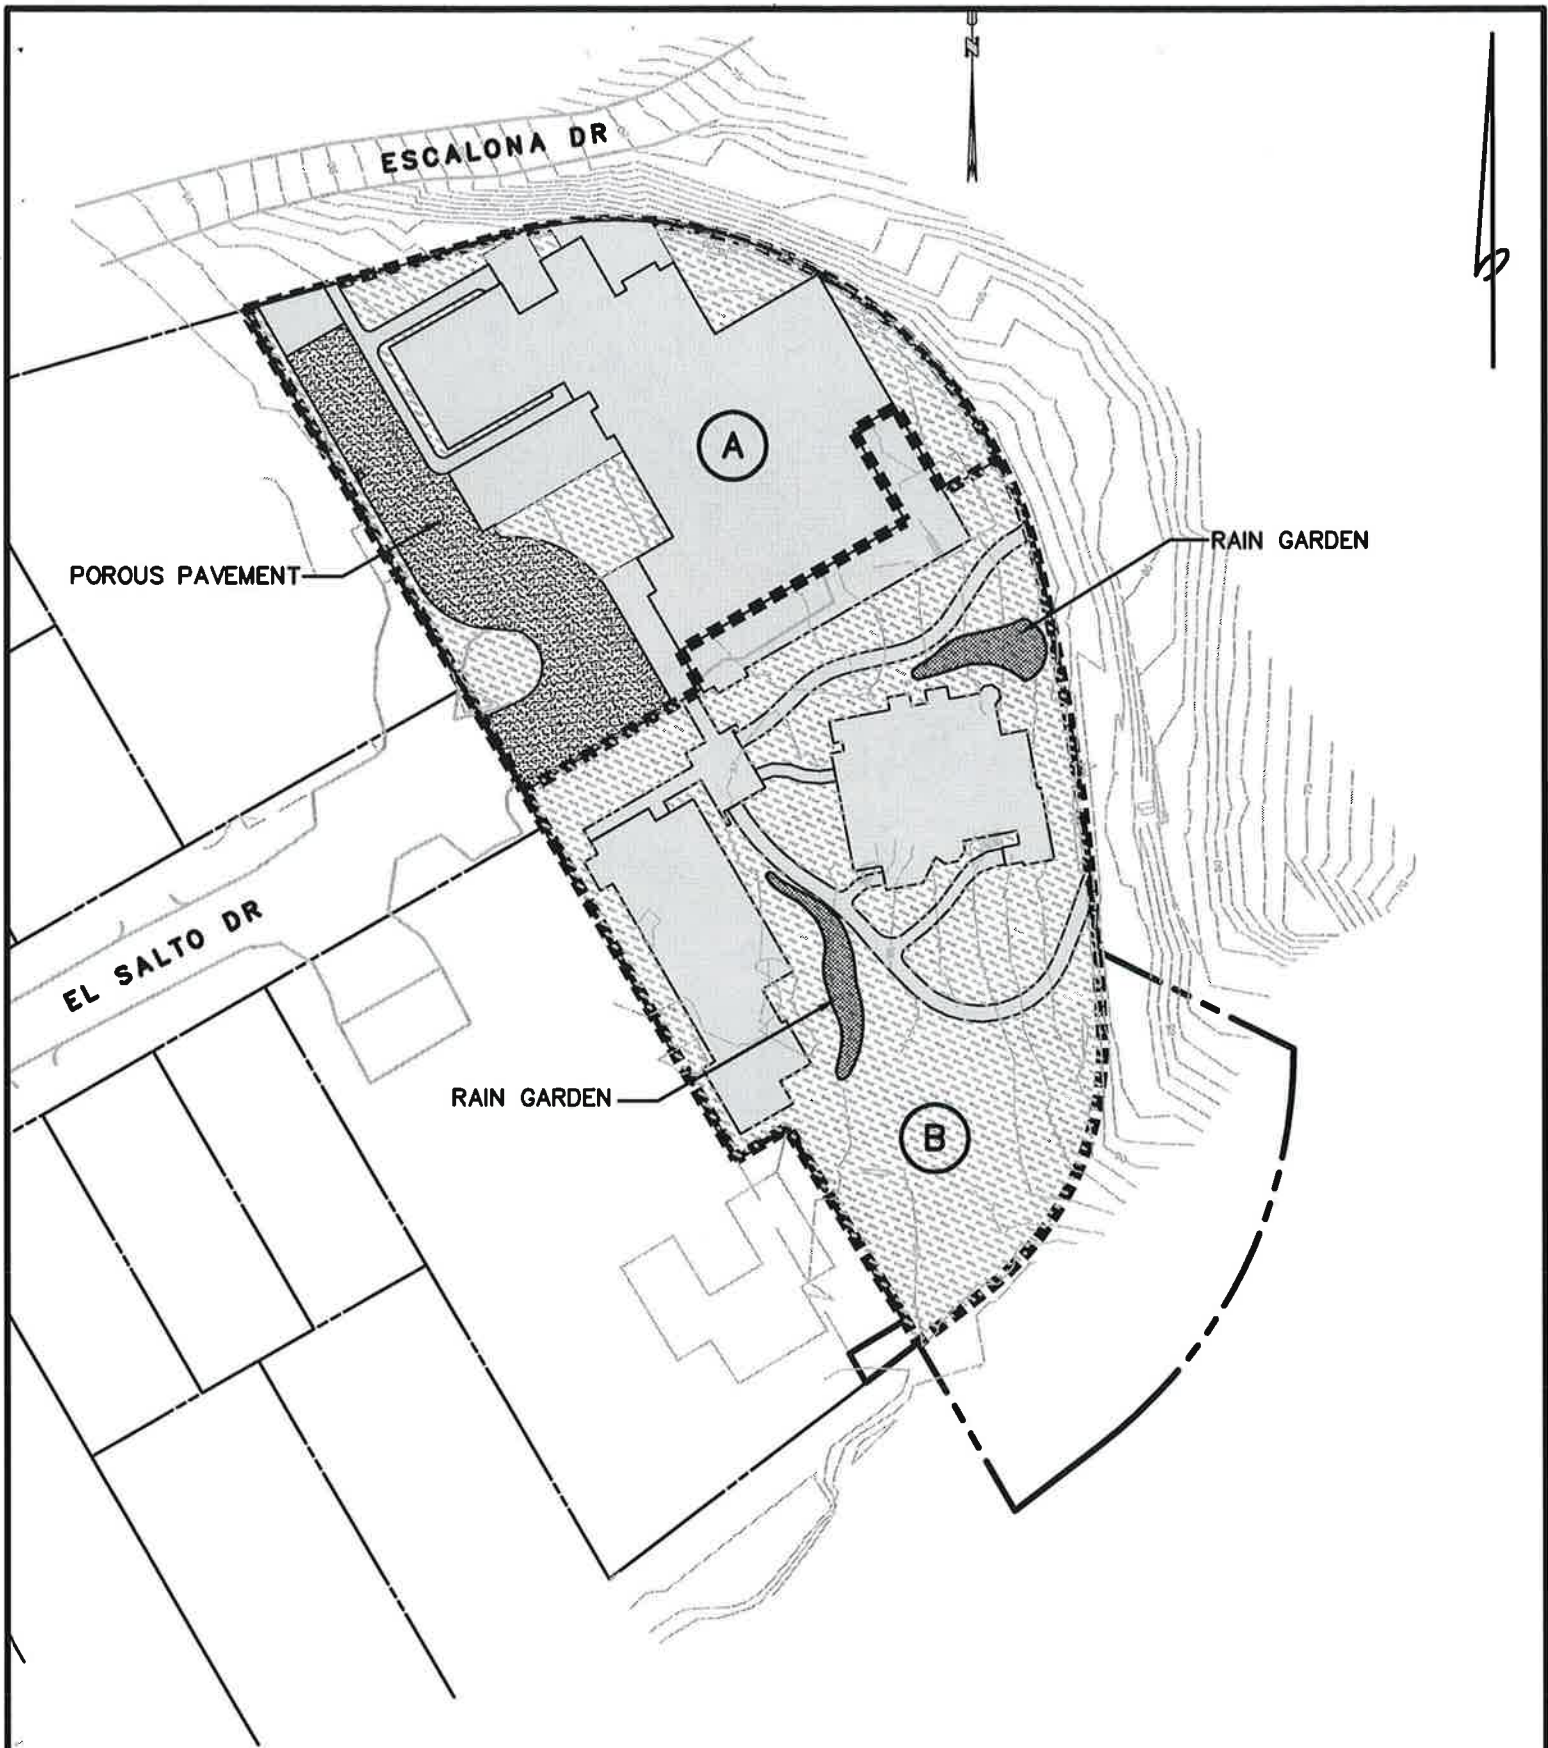 N
ESCALONA DR
A
RAIN GARDEN
POROUS PAVEMENT
EL SALTO DR
RAIN GARDEN
B